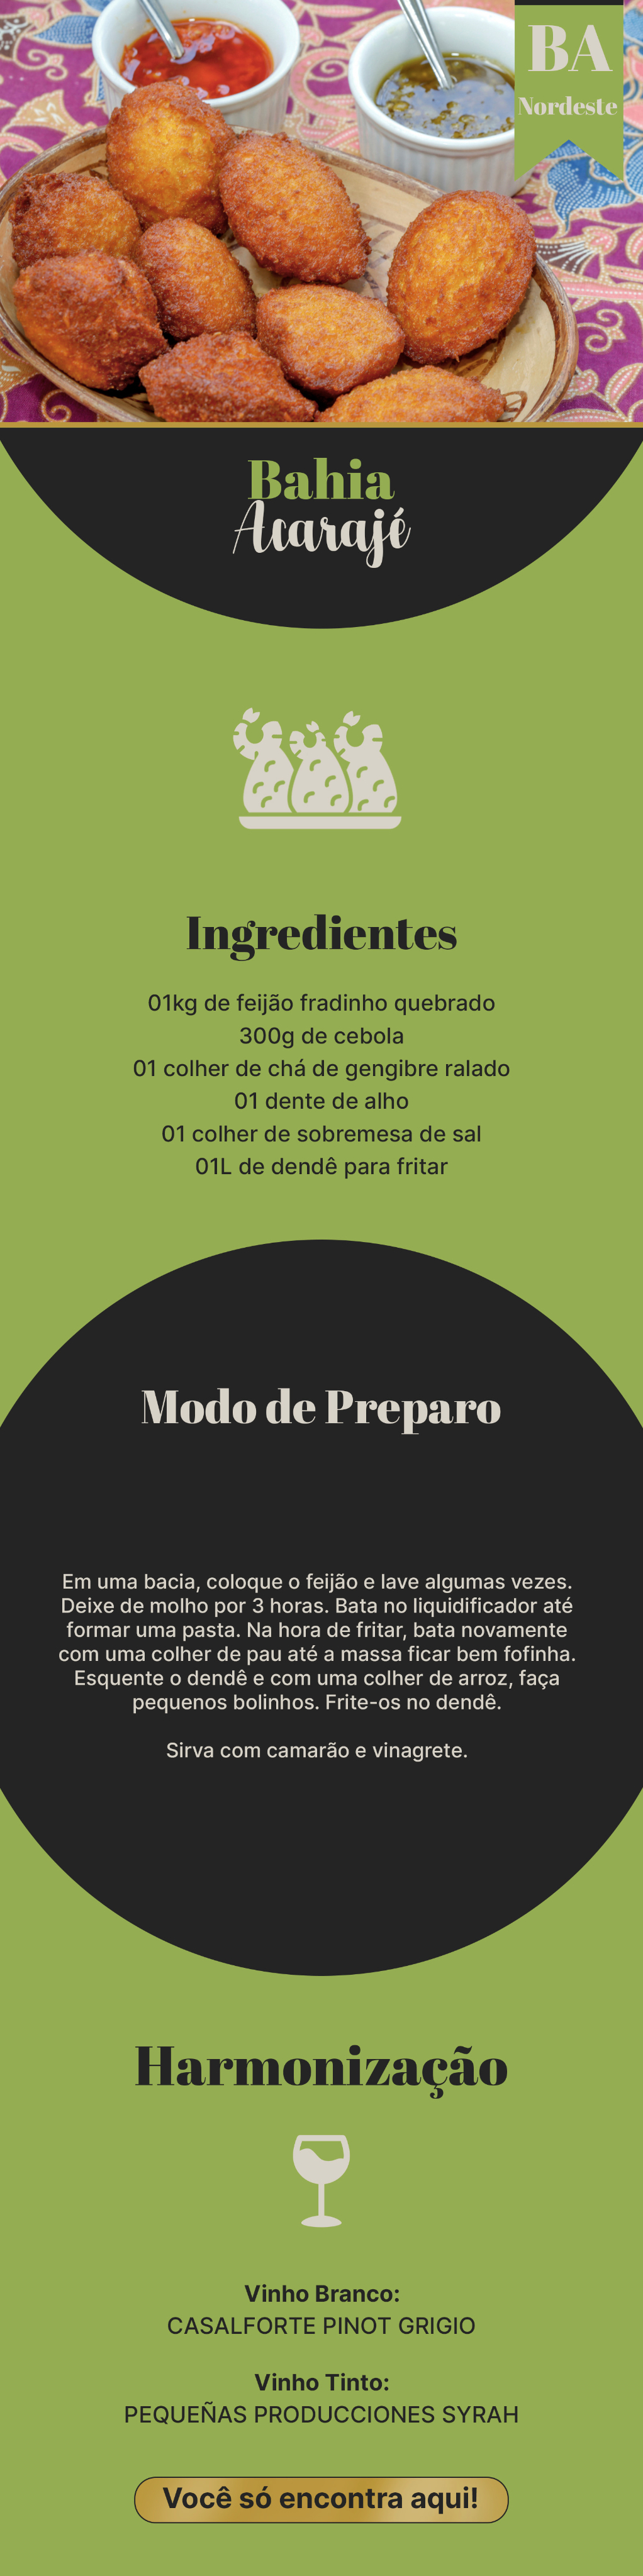 BA
Nordeste
Bahia
Acarajé
Ingredientes
01kg de feijão fradinho quebrado
300g de cebola
01 colher de chá de gengibre ralado
01 dente de alho
01 colher de sobremesa de sal
01L de dendê para fritar
Modo de Preparo
Em uma bacia, coloque o feijão e lave algumas vezes.
Deixe de molho por 3 horas. Bata no liquidificador até
formar uma pasta. Na hora de fritar, bata novamente
com uma colher de pau até a massa ficar bem fofinha.
Esquente o dendê e com uma colher de arroz, faça
pequenos bolinhos. Frite-os no dendê.
Sirva com camarão e vinagrete.
Harmonização
Vinho Branco:
CASALFORTE PINOT GRIGIO
Vinho Tinto:
PEQUEÑAS PRODUCCIONES SYRAH
Você só encontra aqui!